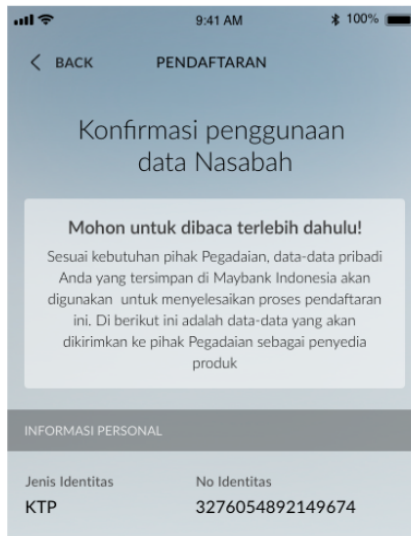 9:41 AM
100%
BACK
PENDAFTARAN
Konfirmasi penggunaan
data Nasabah
Mohon untuk dibaca terlebih dahulu!
Sesuai kebutuhan pihak Pegadaian, data-data pribadi
Anda yang tersimpan di Maybank Indonesia akan
digunakan untuk menyelesaikan proses pendaftaran
ini. Di berikut ini adalah data-data yang akan
dikirimkan ke pihak Pegadaian sebagai penyedia
produk
INFORMASI PERSONAL
Jenis Identitas No Identitas
KTP 3276054892149674